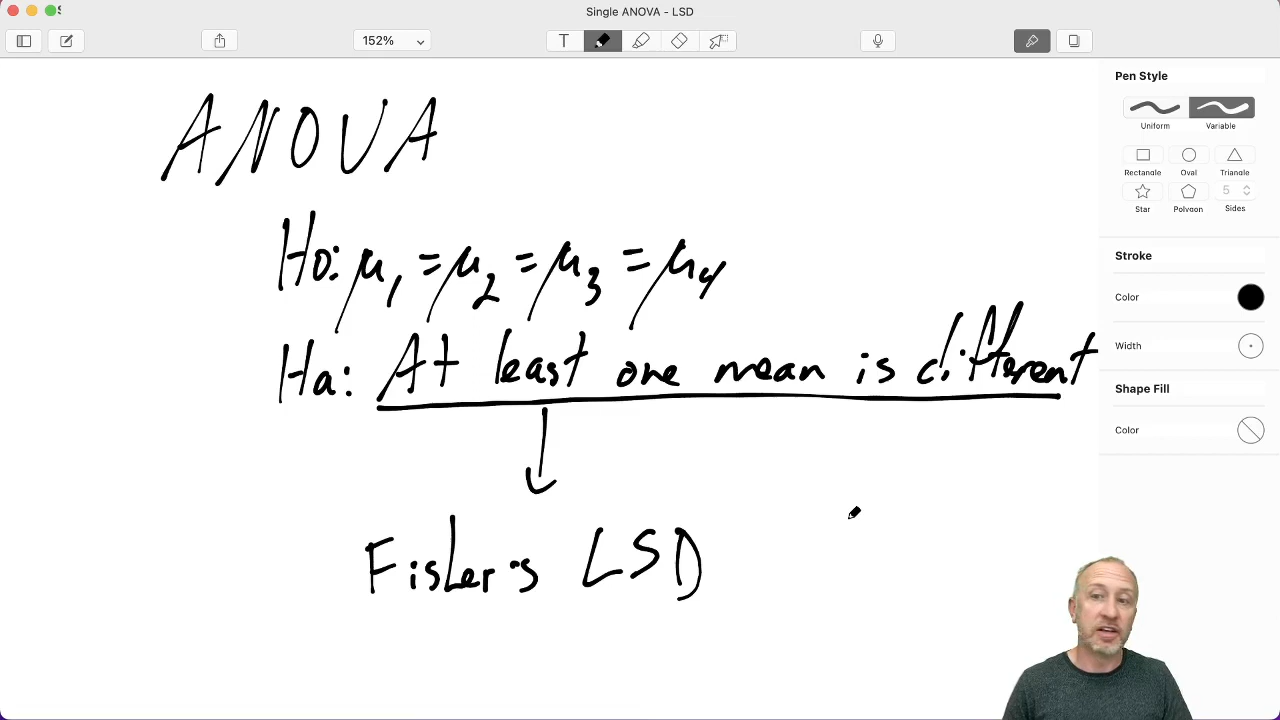 Single ANOVA - LSD
152%
T
ANOVA
Ho: μ1 = μ2 = μ3 = μ4
Ha: At least one mean is different
Fisher's LSD
Pen Style
Uniform
Variable
Rectangle
Oval
Triangle
Star
Polygon
5
Sides
Stroke
Color
Width
Shape Fill
Color